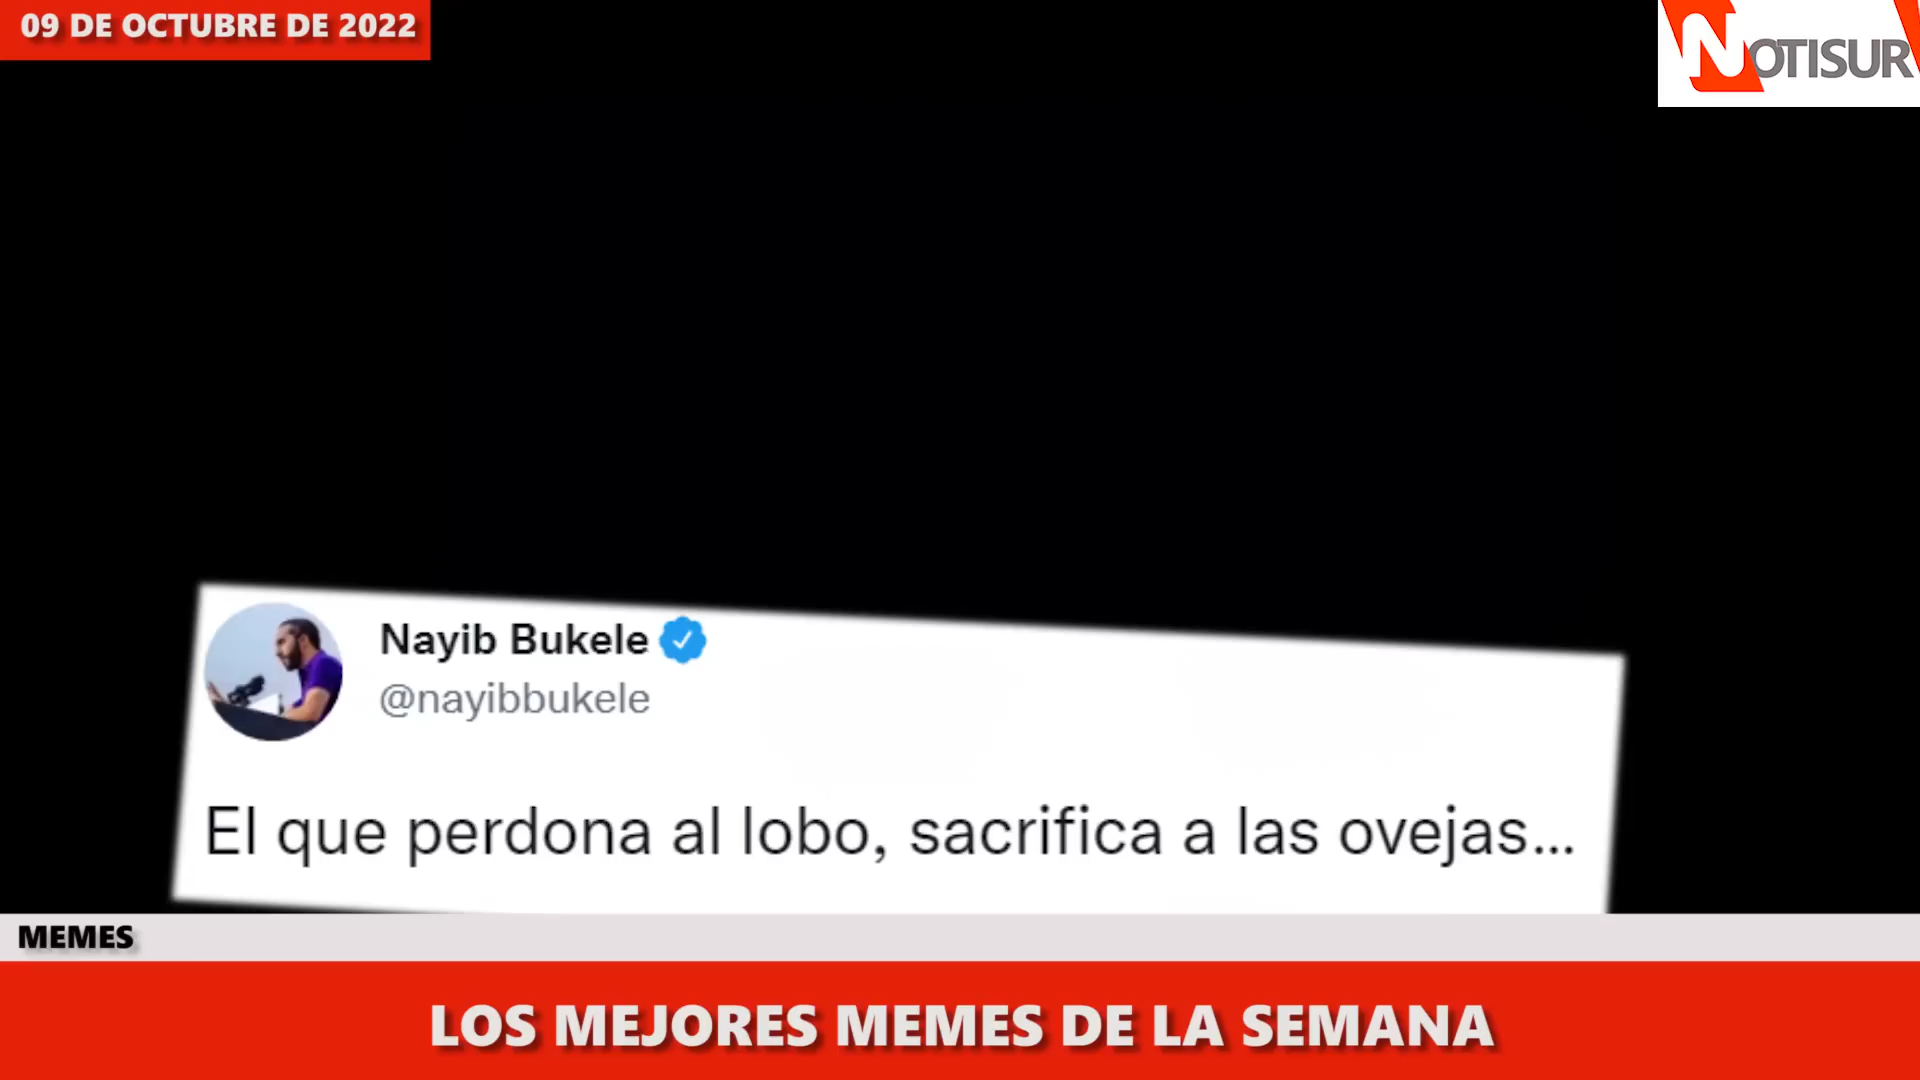 09 DE OCTUBRE DE 2022
NOTISUR
Nayib Bukele
@nayibbukele
El que perdona al lobo, sacrifica a las ovejas...
MEMES
LOS MEJORES MEMES DE LA SEMANA